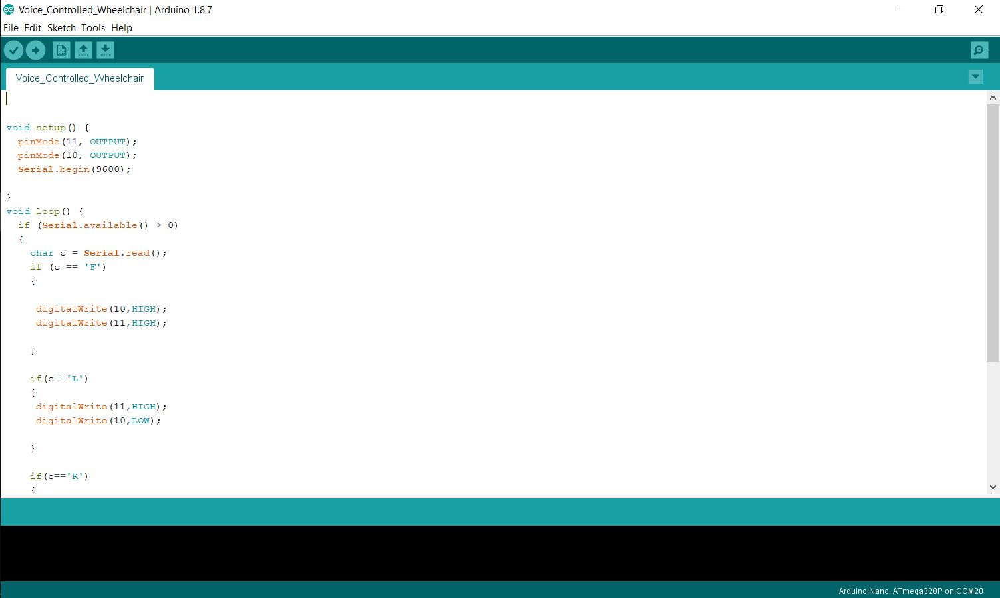 Voice_Controlled_Wheelchair | Arduino 1.8.7
File Edit Sketch Tools Help
Voice_Controlled_Wheelchair
void setup() {
  pinMode(11, OUTPUT);
  pinMode(10, OUTPUT);
  Serial.begin(9600);
}
void loop() {
  if (Serial.available() > 0)
  {
    char c = Serial.read();
    if (c == 'F')
    {
     digitalWrite(10,HIGH);
     digitalWrite(11,HIGH);
    }
    if(c=='L')
    {
     digitalWrite(11,HIGH);
     digitalWrite(10,LOW);
    }
    if(c=='R')
    {
Arduino Nano, ATmega328P on COM20